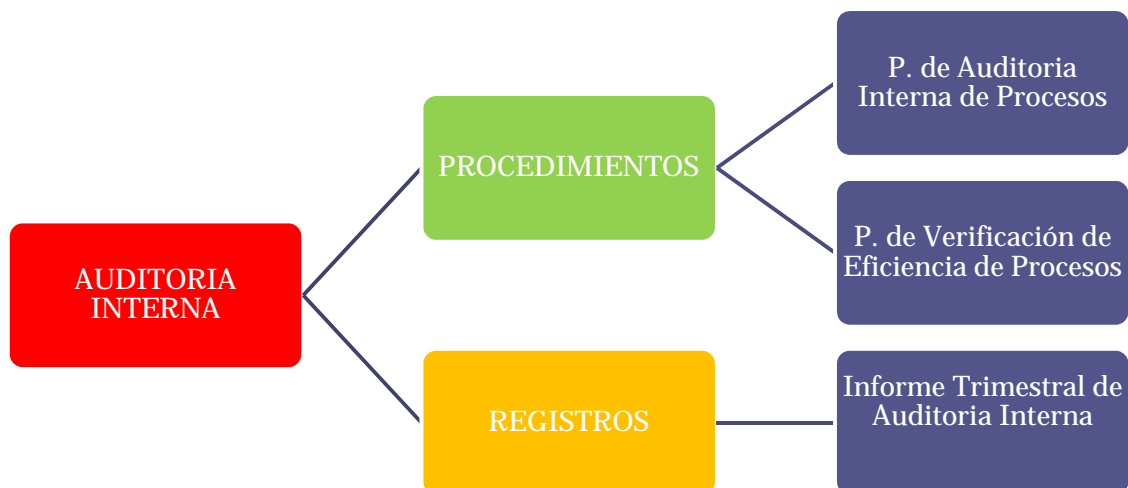 AUDITORIA
INTERNA
PROCEDIMIENTOS
P. de Auditoria
Interna de Procesos
P. de Verificación de
Eficiencia de Procesos
REGISTROS
Informe Trimestral de
Auditoria Interna